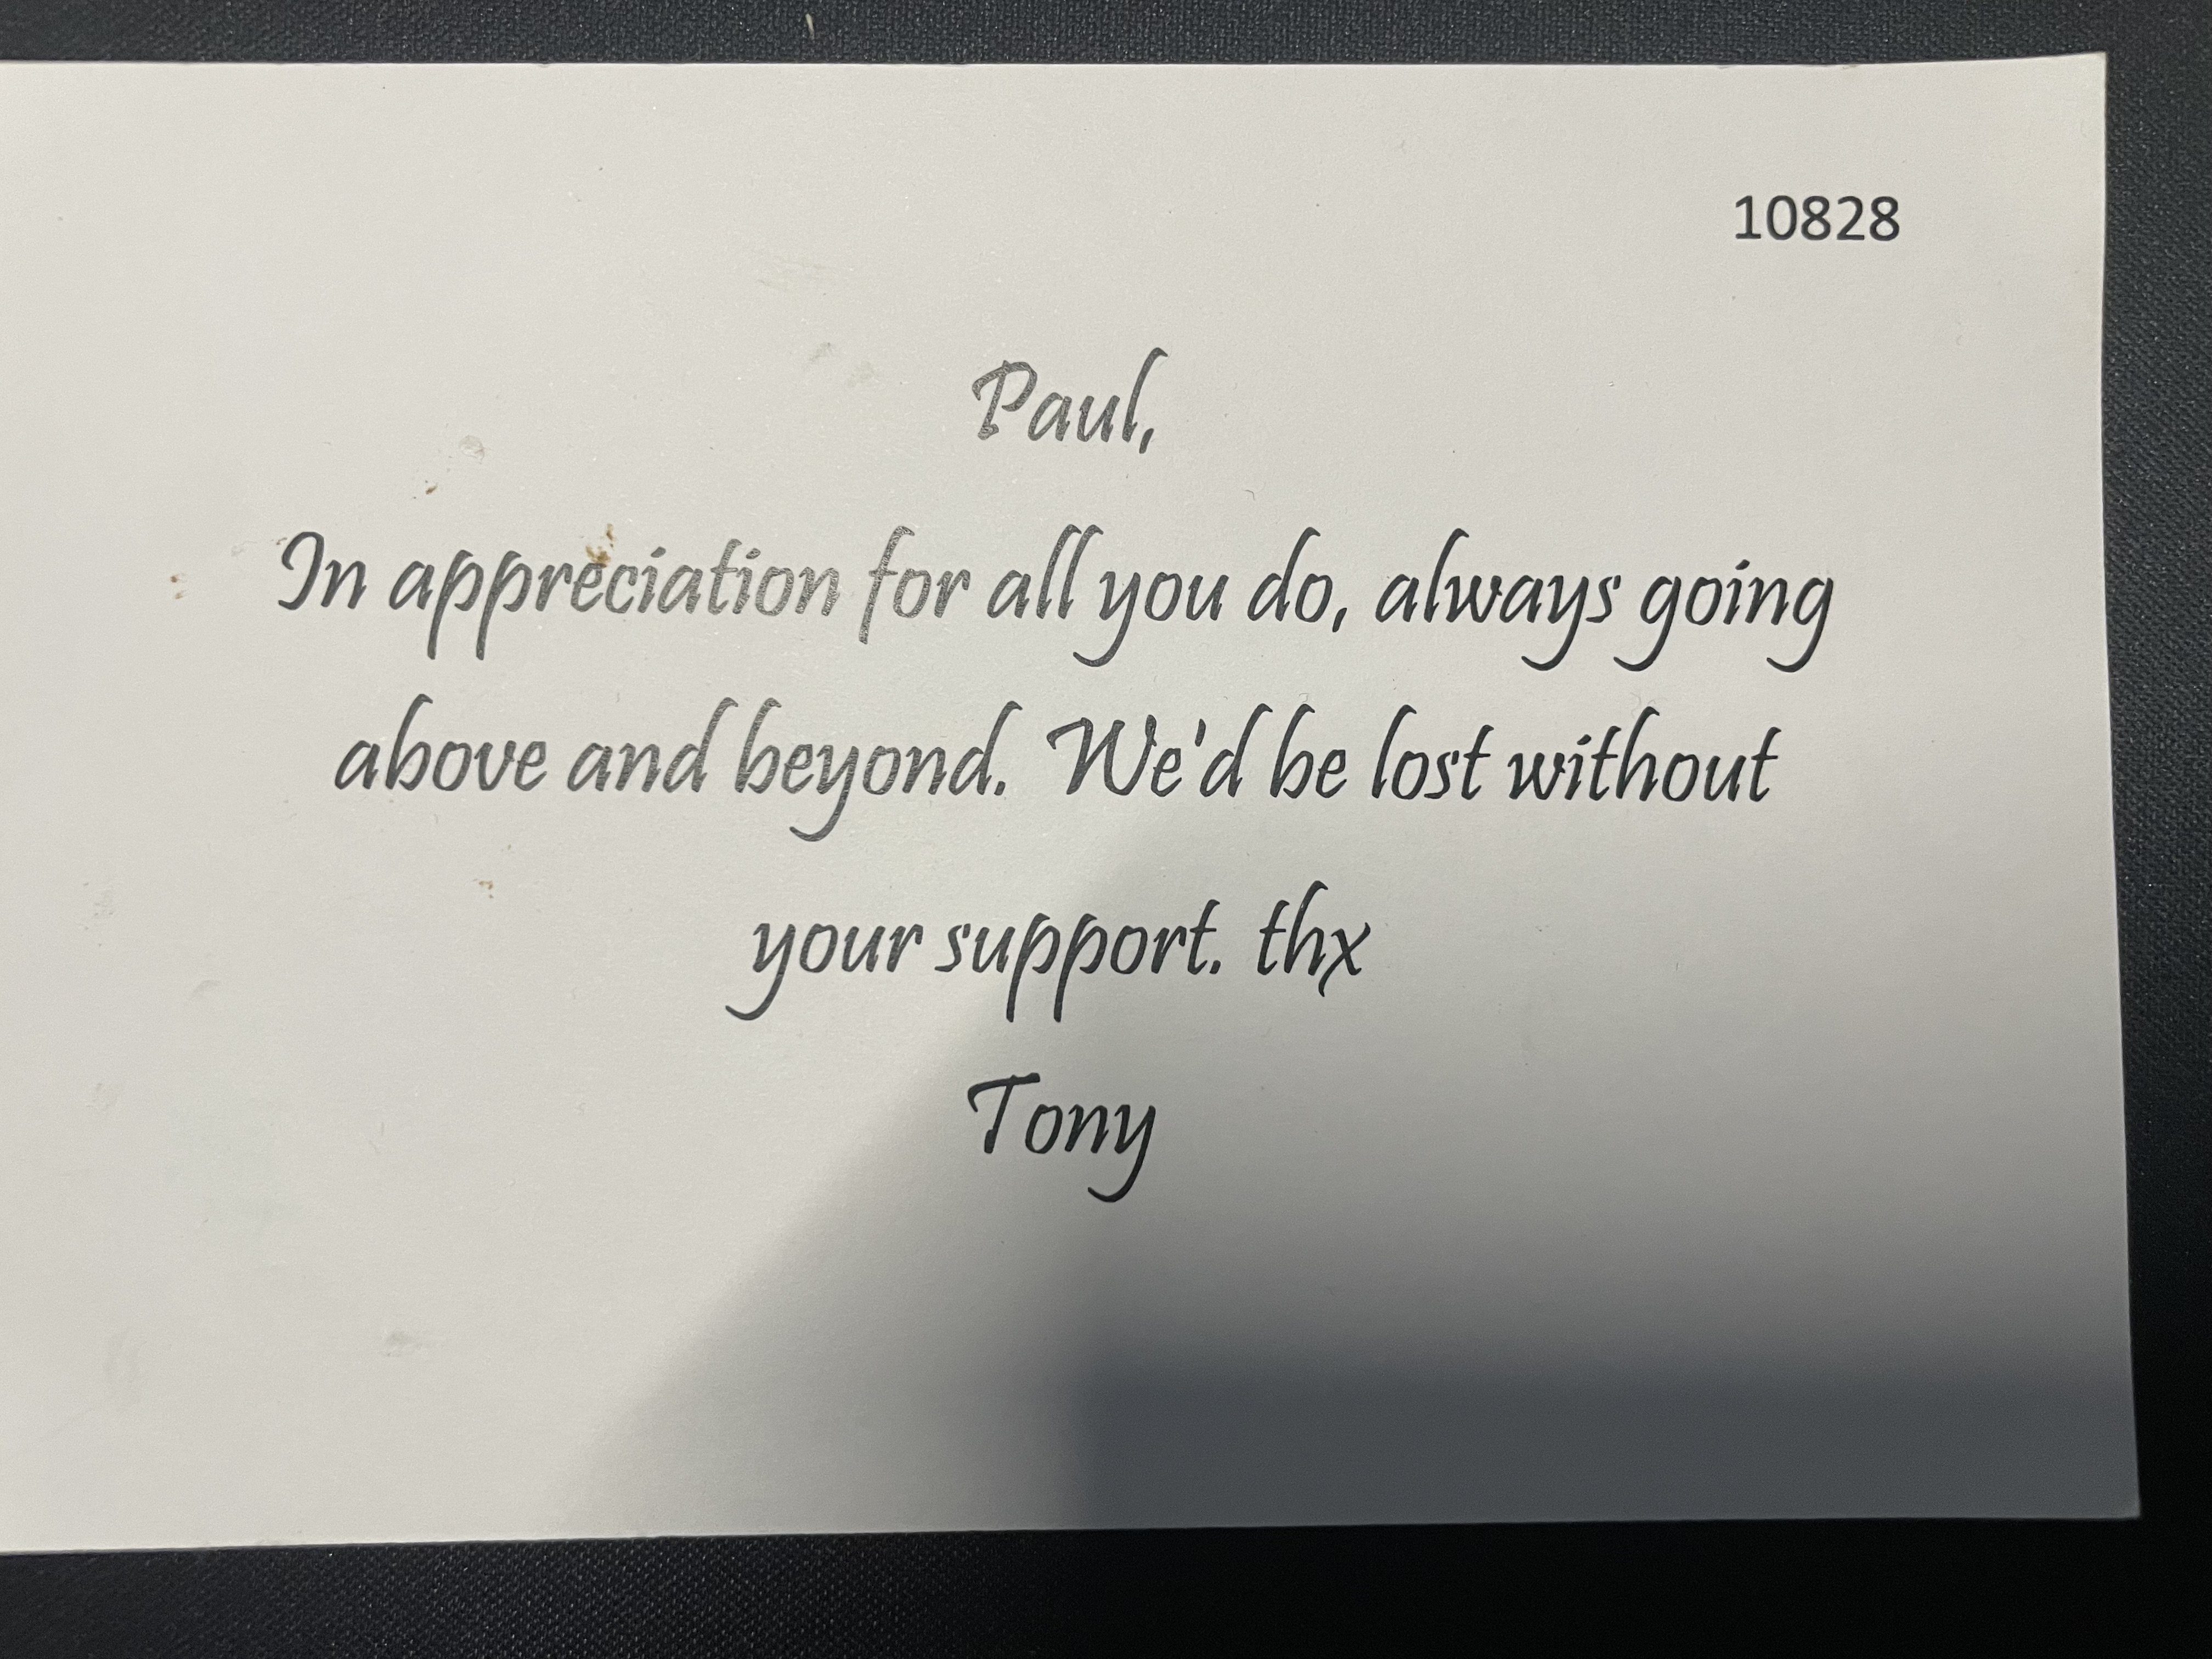 10828
Paul,
In appreciation for all you do, always going
above and beyond. We'd be lost without
your support. thx
Tony